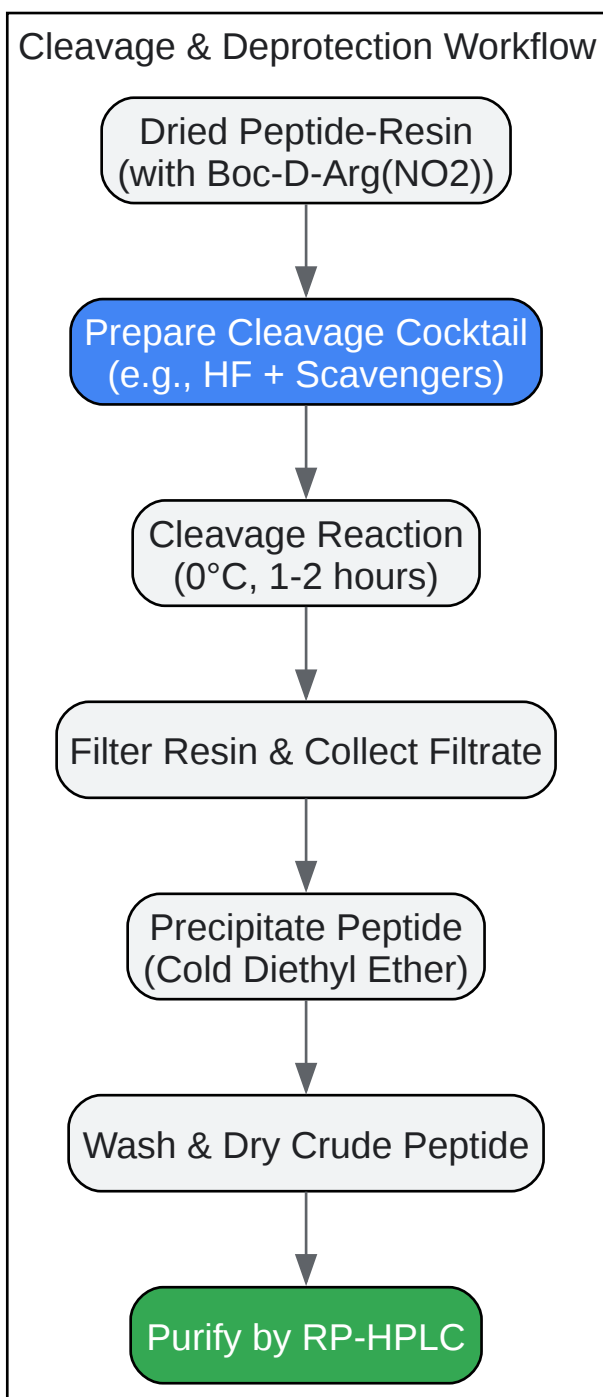 Cleavage & Deprotection Workflow
Dried Peptide-Resin
(with Boc-D-Arg(NO2))
Prepare Cleavage Cocktail
(e.g., HF + Scavengers)
Cleavage Reaction
(0°C, 1-2 hours)
Filter Resin & Collect Filtrate
Precipitate Peptide
(Cold Diethyl Ether)
Wash & Dry Crude Peptide
Purify by RP-HPLC